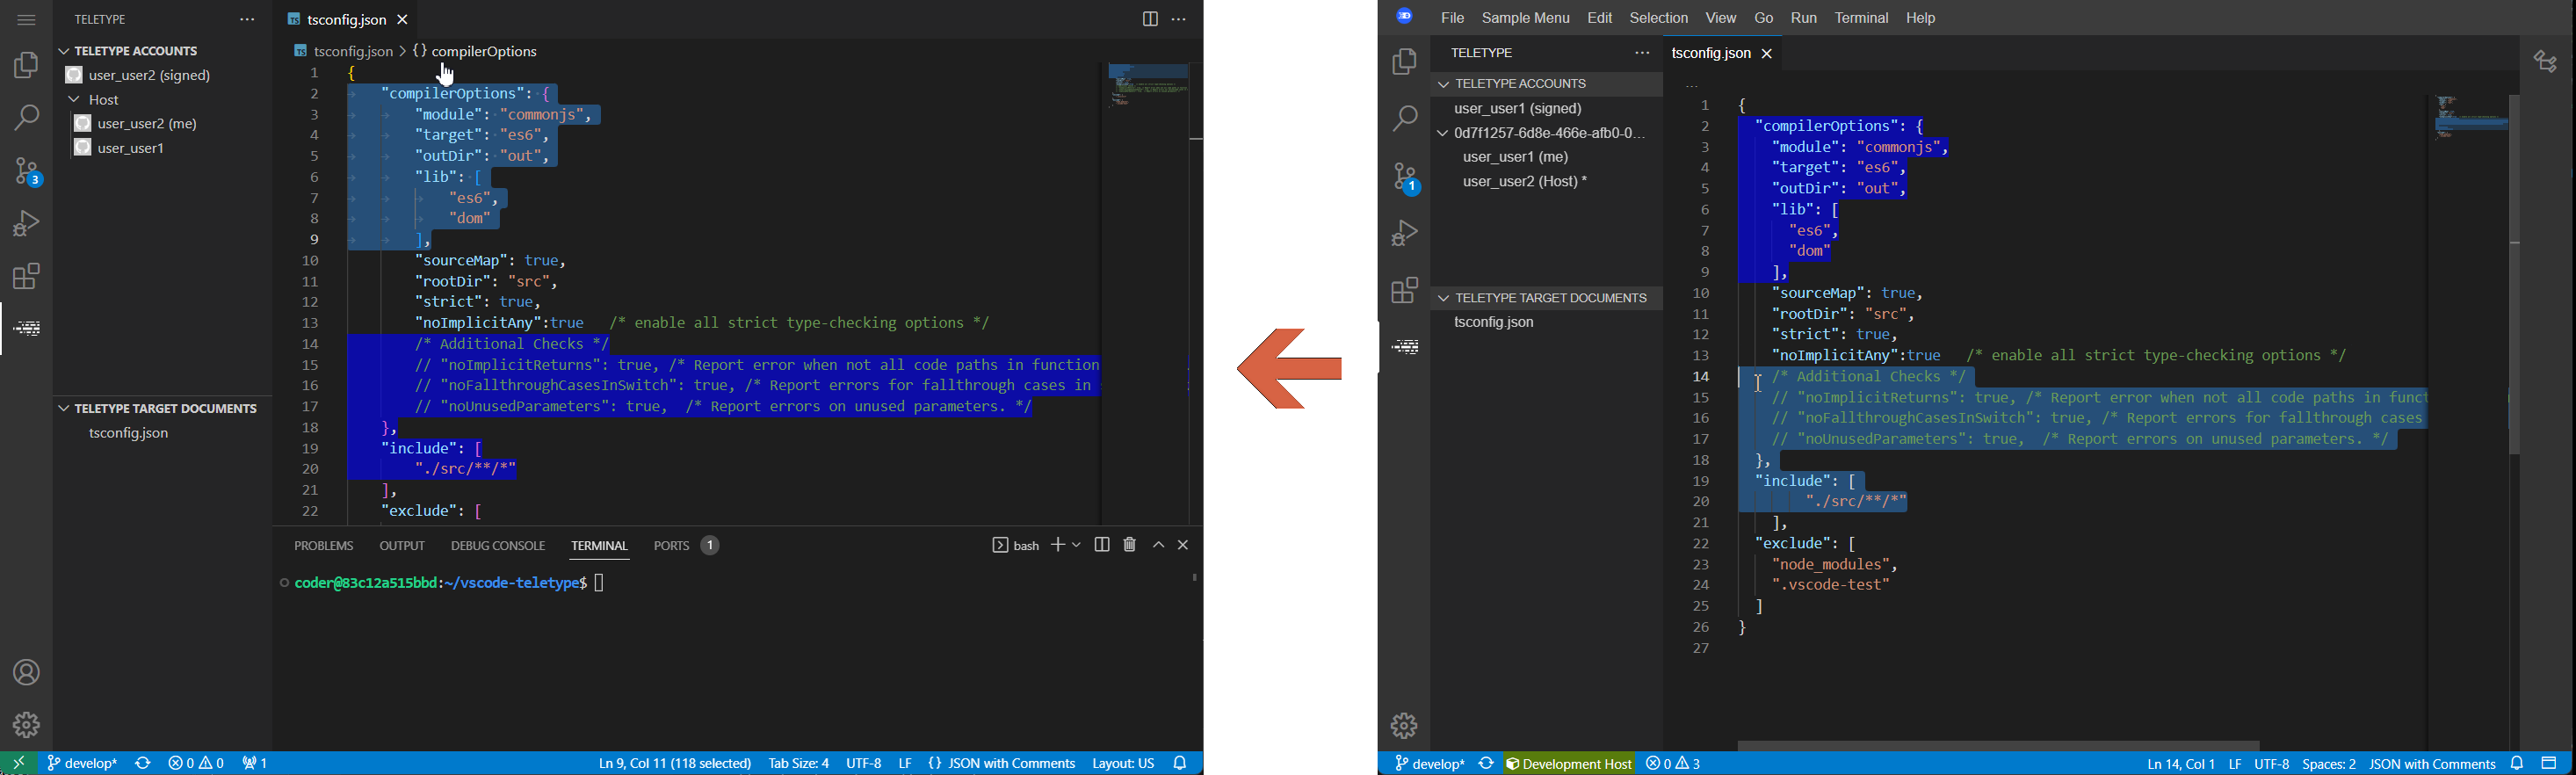 TELETYPE
TELETYPE ACCOUNTS
user_user2 (signed)
Host
user_user2 (me)
user_user1
3
TELETYPE TARGET DOCUMENTS
tsconfig.json
TS tsconfig.json
TS tsconfig.json > {} compilerOptions
1 {
2 "compilerOptions": {
3 "module": "commonjs",
4 "target": "es6",
5 "outDir": "out",
6 "lib": [
7 "es6",
8 "dom"
9 ],
10 "sourceMap": true,
11 "rootDir": "src",
12 "strict": true,
13 "noImplicitAny":true /* enable all strict type-checking options */
14 /* Additional Checks */
15 // "noImplicitReturns": true, /* Report error when not all code paths in function
16 // "noFallthroughCasesInSwitch": true, /* Report errors for fallthrough cases in
17 // "noUnusedParameters": true, /* Report errors on unused parameters. */
18 },
19 "include": [
20 "./src/**/*"
21 ],
22 "exclude": [
PROBLEMS OUTPUT DEBUG CONSOLE TERMINAL PORTS 1 bash
coder@83c12a515bbd:~/vscode-teletype$
develop* 0 0 1 Ln 9, Col 11 (118 selected) Tab Size: 4 UTF-8 LF {} JSON with Comments Layout: US
File Sample Menu Edit Selection View Go Run Terminal Help
TELETYPE
TELETYPE ACCOUNTS
user_user1 (signed)
0d7f1257-6d8e-466e-afb0-0...
user_user1 (me)
user_user2 (Host) *
1
TELETYPE TARGET DOCUMENTS
tsconfig.json
tsconfig.json
...
1 {
2 "compilerOptions": {
3 "module": "commonjs",
4 "target": "es6",
5 "outDir": "out",
6 "lib": [
7 "es6",
8 "dom"
9 ],
10 "sourceMap": true,
11 "rootDir": "src",
12 "strict": true,
13 "noImplicitAny":true /* enable all strict type-checking options */
14 /* Additional Checks */
15 // "noImplicitReturns": true, /* Report error when not all code paths in funct
16 // "noFallthroughCasesInSwitch": true, /* Report errors for fallthrough cases
17 // "noUnusedParameters": true, /* Report errors on unused parameters. */
18 },
19 "include": [
20 "./src/**/*"
21 ],
22 "exclude": [
23 "node_modules",
24 ".vscode-test"
25 ]
26 }
27
develop* Development Host 0 3 Ln 14, Col 1 LF UTF-8 Spaces: 2 JSON with Comments